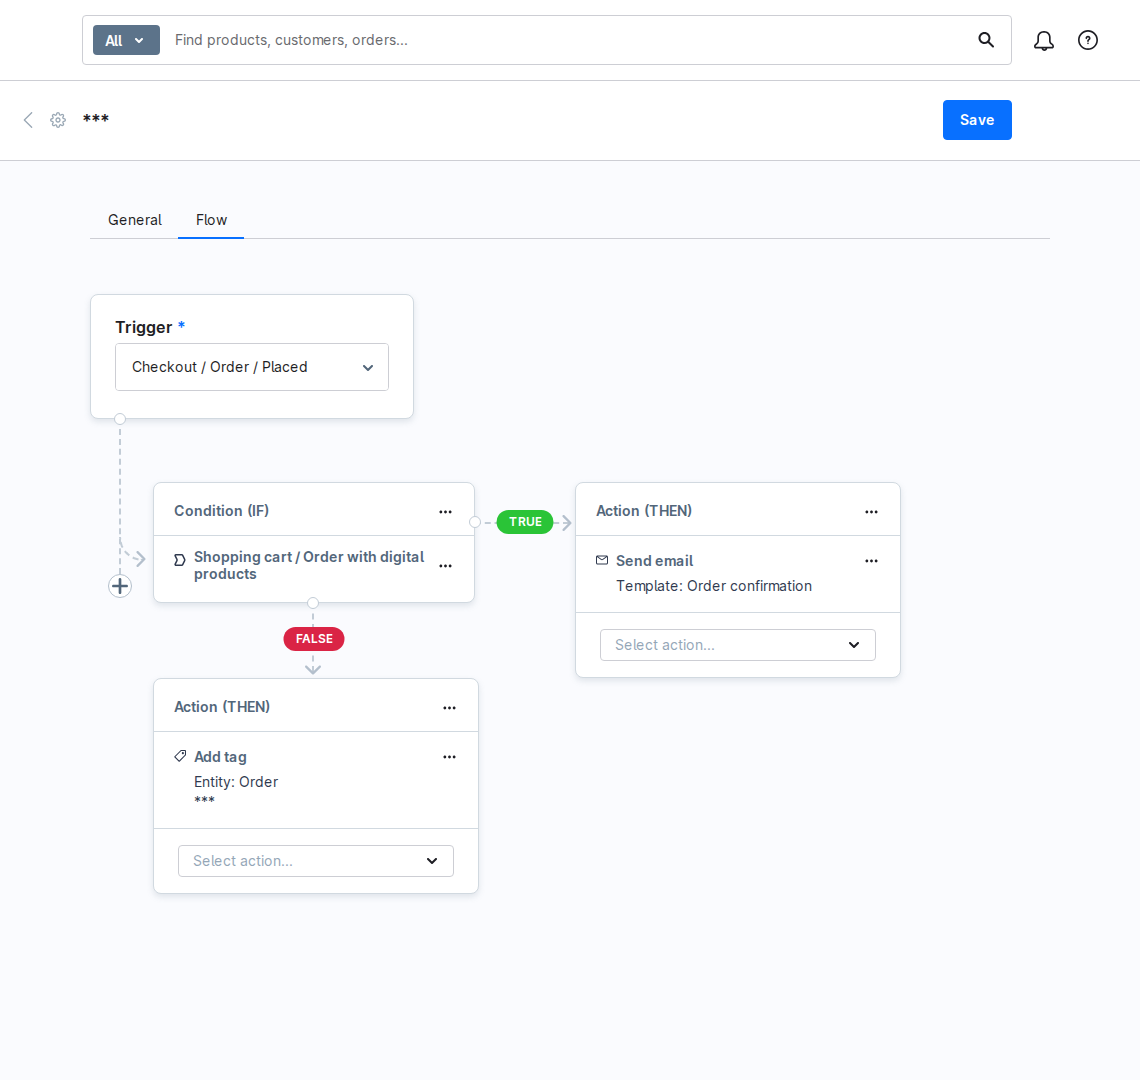 All
Find products, customers, orders...
***
Save
General
Flow
Trigger *
Checkout / Order / Placed
Condition (IF)
Shopping cart / Order with digital
products
TRUE
Action (THEN)
Send email
Template: Order confirmation
Select action...
FALSE
Action (THEN)
Add tag
Entity: Order
***
Select action...